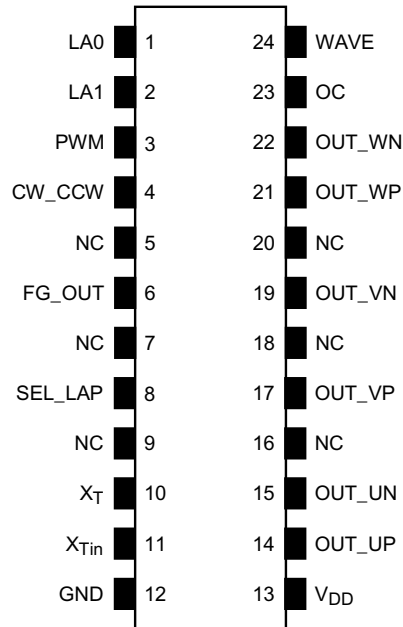 LA0 1 24 WAVE
LA1 2 23 OC
PWM 3 22 OUT_WN
CW_CCW 4 21 OUT_WP
NC 5 20 NC
FG_OUT 6 19 OUT_VN
NC 7 18 NC
SEL_LAP 8 17 OUT_VP
NC 9 16 NC
XT 10 15 OUT_UN
XTin 11 14 OUT_UP
GND 12 13 VDD